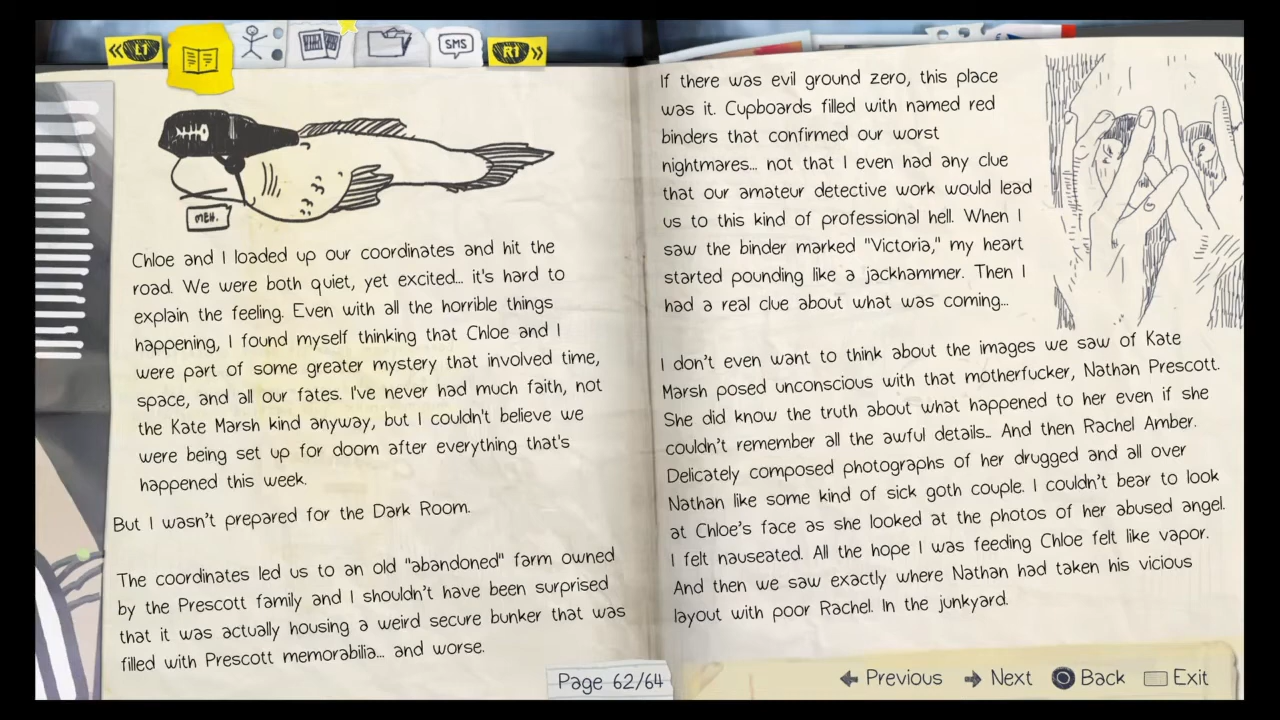 L1
SMS
R1
MEH.
Chloe and I loaded up our coordinates and hit the
road. We were both quiet, yet excited... it's hard to
explain the feeling. Even with all the horrible things
happening, I found myself thinking that Chloe and I
were part of some greater mystery that involved time,
space, and all our fates. I've never had much faith, not
the Kate Marsh kind anyway, but I couldn't believe we
were being set up for doom after everything that's
happened this week.
But I wasn't prepared for the Dark Room.
The coordinates led us to an old "abandoned" farm owned
by the Prescott family and I shouldn't have been surprised
that it was actually housing a weird secure bunker that was
filled with Prescott memorabilia... and worse.
If there was evil ground zero, this place
was it. Cupboards filled with named red
binders that confirmed our worst
nightmares... not that I even had any clue
that our amateur detective work would lead
us to this kind of professional hell. When I
saw the binder marked "Victoria," my heart
started pounding like a jackhammer. Then I
had a real clue about what was coming...
I don't even want to think about the images we saw of Kate
Marsh posed unconscious with that motherfucker, Nathan Prescott.
She did know the truth about what happened to her even if she
couldn't remember all the awful details... And then Rachel Amber.
Delicately composed photographs of her drugged and all over
Nathan like some kind of sick goth couple. I couldn't bear to look
at Chloe's face as she looked at the photos of her abused angel.
I felt nauseated. All the hope I was feeding Chloe felt like vapor.
And then we saw exactly where Nathan had taken his vicious
layout with poor Rachel. In the junkyard.
Page 62/64
Previous Next Back Exit